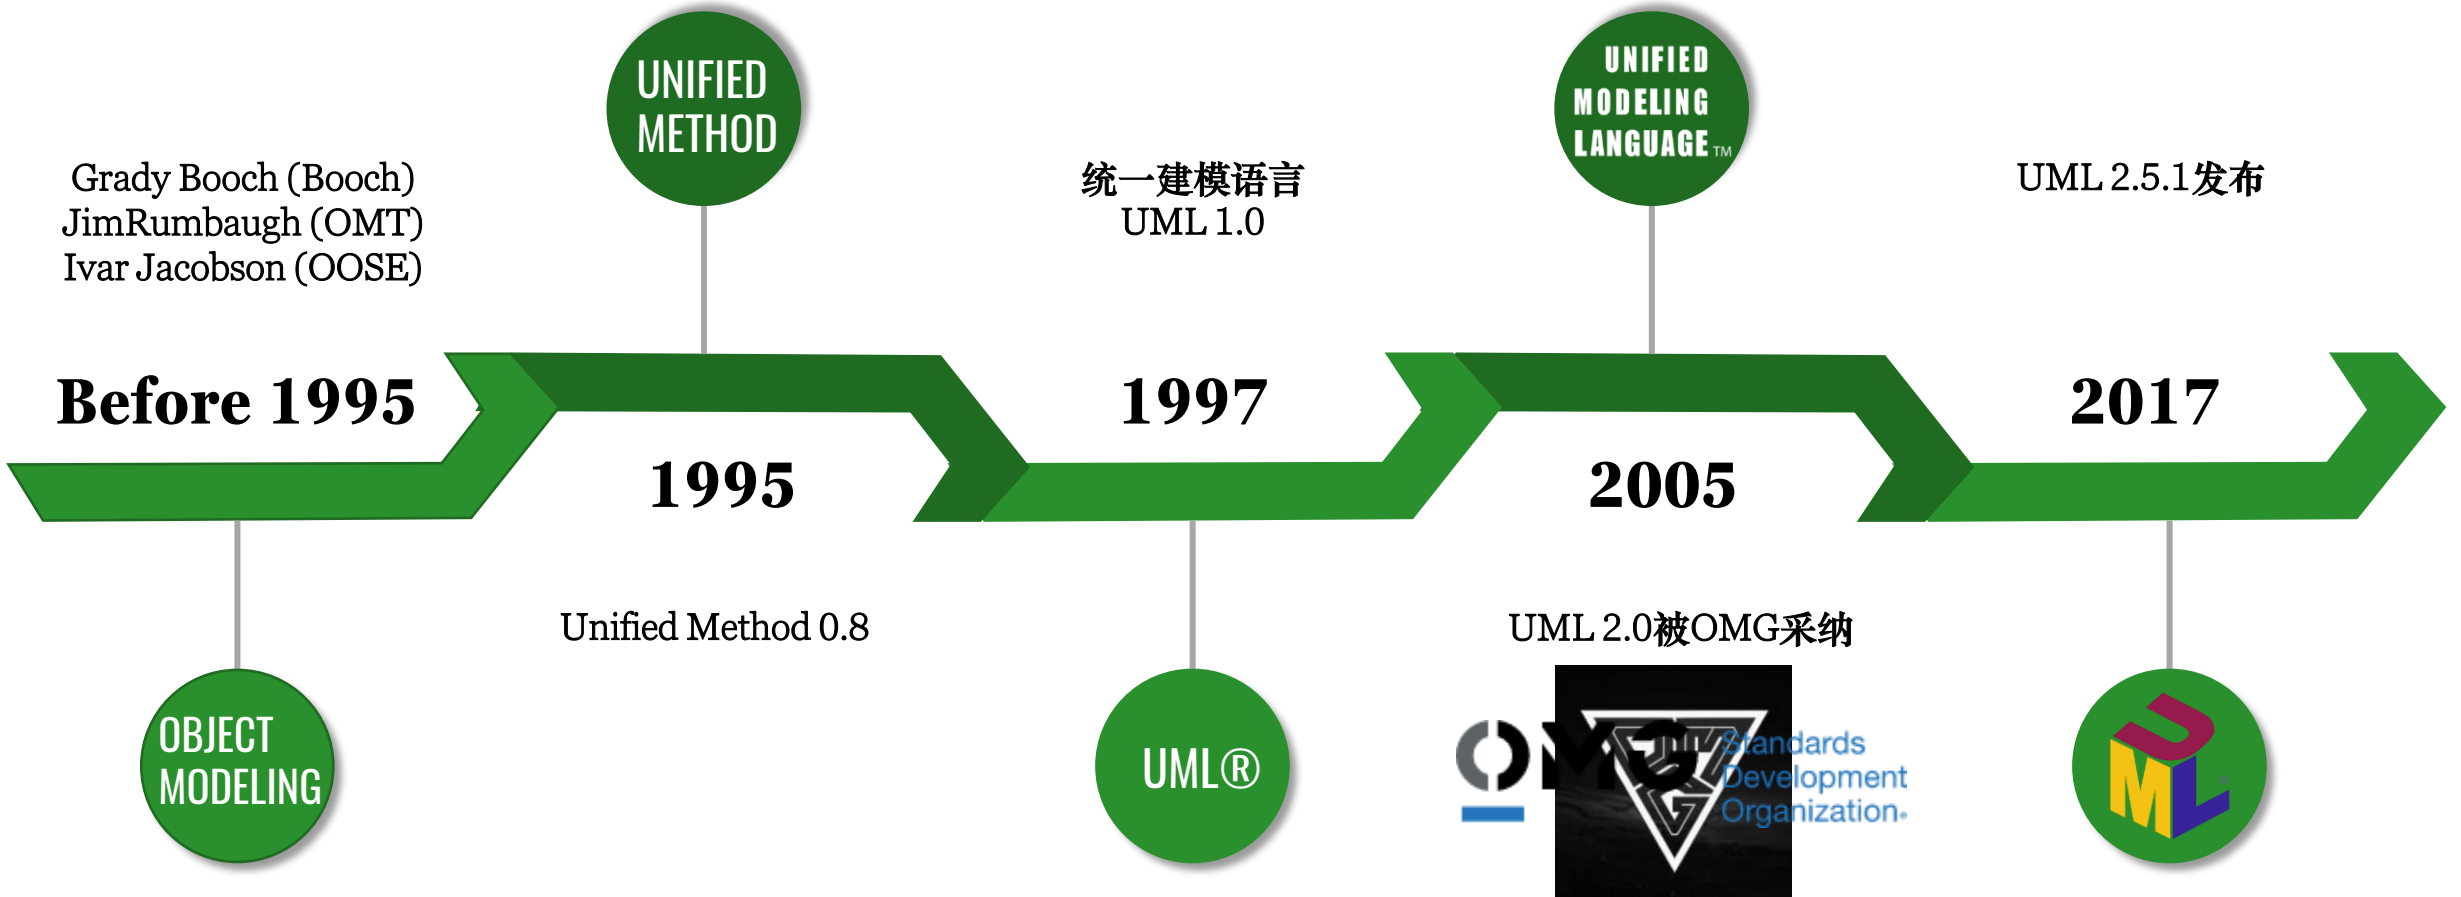 Grady Booch (Booch)
JimRumbaugh (OMT)
Ivar Jacobson (OOSE)
Before 1995
OBJECT
MODELING
UNIFIED
METHOD
1995
Unified Method 0.8
统一建模语言
UML 1.0
1997
UML®
UNIFIED
MODELING
LANGUAGE™
2005
UML 2.0被OMG采纳
OMG
Standards
Development
Organization
UML 2.5.1发布
2017
UML